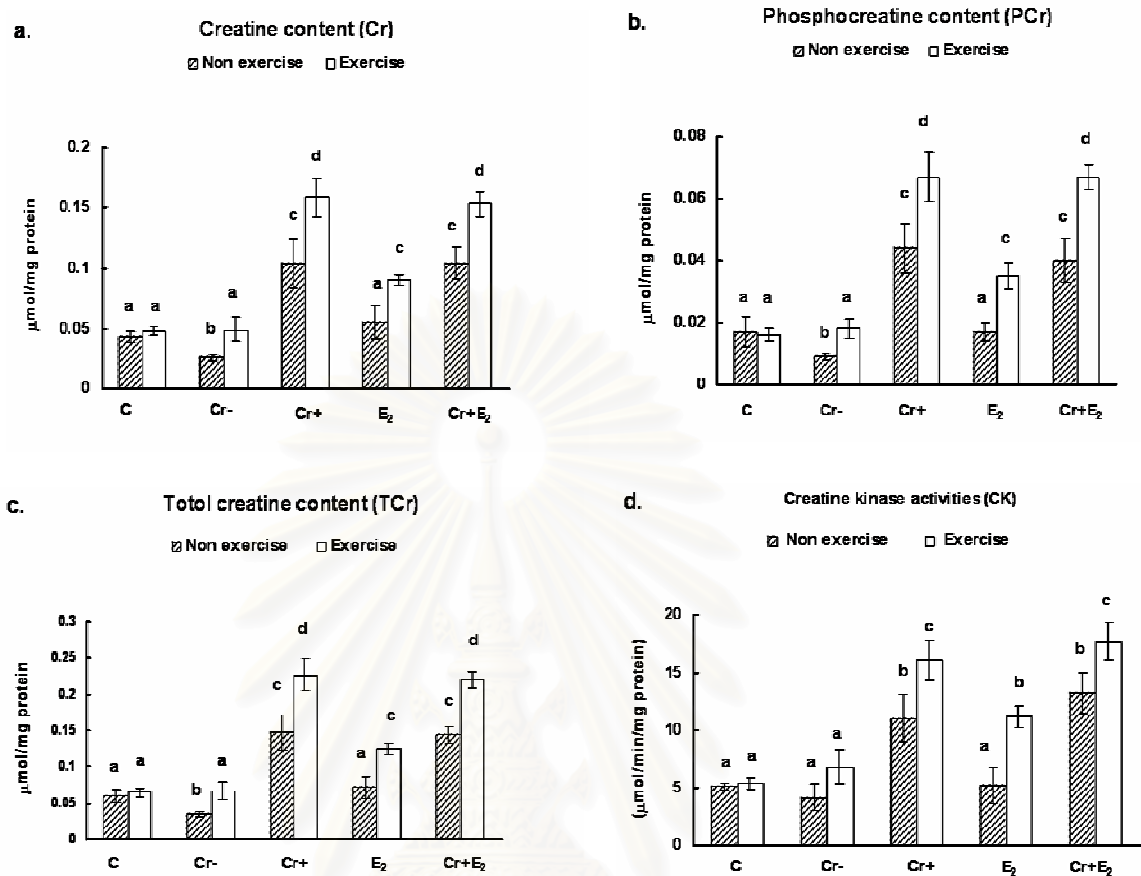 a.
Creatine content (Cr)
Non exercise Exercise
μmol/mg protein
0.2
0.15
0.1
0.05
0
a a b a c d a c c d
C Cr- Cr+ E₂ Cr+E₂
b.
Phosphocreatine content (PCr)
Non exercise Exercise
μmol/mg protein
0.08
0.06
0.04
0.02
0
a a b a c d a c c d
C Cr- Cr+ E₂ Cr+E₂
c.
Totol creatine content (TCr)
Non exercise Exercise
μmol/mg protein
0.3
0.25
0.2
0.15
0.1
0.05
0
a a b a c d a c c d
C Cr- Cr+ E₂ Cr+E₂
d.
Creatine kinase activities (CK)
Non exercise Exercise
(μmol/min/mg protein)
20
15
10
5
0
a a a a b c a b b c
C Cr- Cr+ E₂ Cr+E₂